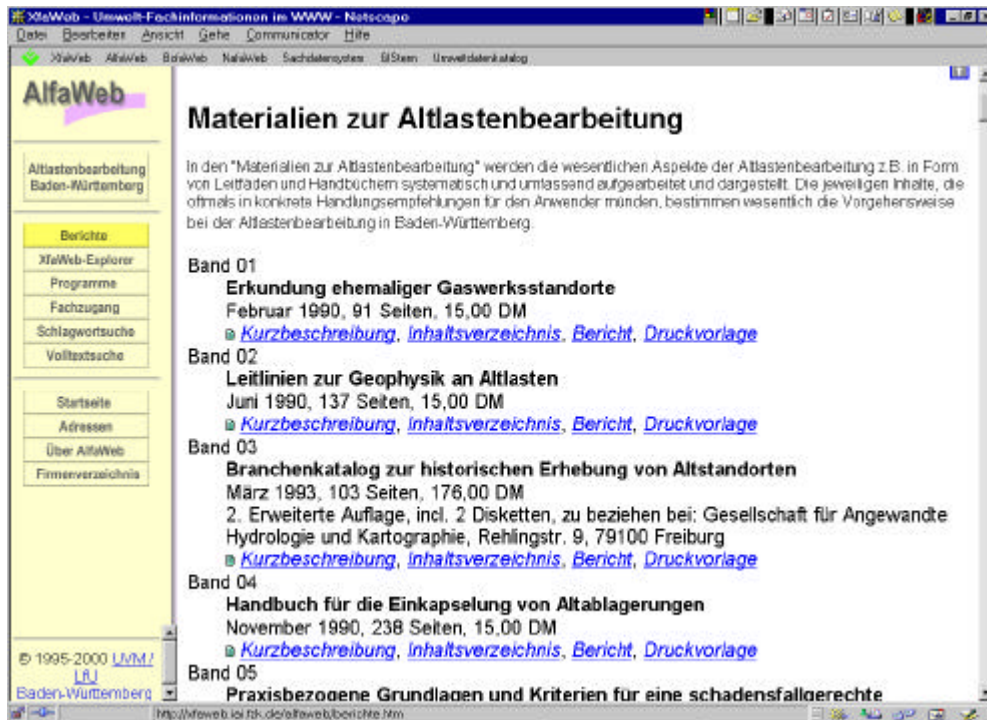 XfaWeb - Umwelt-Fachinformationen im WWW - Netscape
Datei Bearbeiten Ansicht Gehe Communicator Hilfe
XfaWeb AlfaWeb BofaWeb NafaWeb Sachdatensystem Umweltdatenkatalog
AlfaWeb
Altlastenbearbeitung
Baden-Württemberg
Berichte
XfaWeb-Explorer
Programme
Fachzugang
Schlagwortsuche
Volltextsuche
Startseite
Adressen
Über AlfaWeb
Firmenverzeichnis
© 1995-2000 UVM /
LfU
Baden-Württemberg
Materialien zur Altlastenbearbeitung
In den "Materialien zur Altlastenbearbeitung" werden die wesentlichen Aspekte der Altlastenbearbeitung z.B. in Form
von Leitfäden und Handbüchern systematisch und umfassend aufgearbeitet und dargestellt. Die jeweiligen Inhalte, die
oftmals in konkrete Handlungsempfehlungen für den Anwender münden, bestimmen wesentlich die Vorgehensweise
bei der Altlastenbearbeitung in Baden-Württemberg.
Band 01
Erkundung ehemaliger Gaswerksstandorte
Februar 1990, 91 Seiten, 15,00 DM
Kurzbeschreibung, Inhaltsverzeichnis, Bericht, Druckvorlage
Band 02
Leitlinien zur Geophysik an Altlasten
Juni 1990, 137 Seiten, 15,00 DM
Kurzbeschreibung, Inhaltsverzeichnis, Bericht, Druckvorlage
Band 03
Branchenkatalog zur historischen Erhebung von Altstandorten
März 1993, 103 Seiten, 176,00 DM
2. Erweiterte Auflage, incl. 2 Disketten, zu beziehen bei: Gesellschaft für Angewandte
Hydrologie und Kartographie, Rehlingstr. 9, 79100 Freiburg
Kurzbeschreibung, Inhaltsverzeichnis, Bericht, Druckvorlage
Band 04
Handbuch für die Einkapselung von Altablagerungen
November 1990, 238 Seiten, 15,00 DM
Kurzbeschreibung, Inhaltsverzeichnis, Bericht, Druckvorlage
Band 05
Praxisbezogene Grundlagen und Kriterien für eine schadensfallgerechte
http://xfaweb.iai.fzk.de/alfaweb/berichte.htm